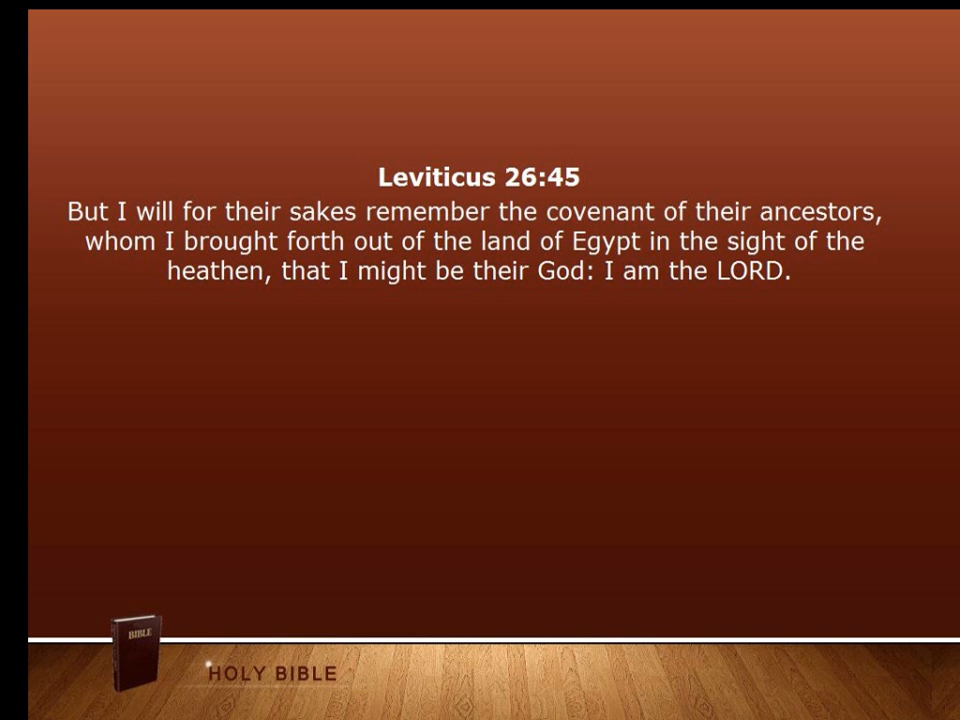 Leviticus 26:45
But I will for their sakes remember the covenant of their ancestors,
whom I brought forth out of the land of Egypt in the sight of the
heathen, that I might be their God: I am the LORD.
BIBLE
HOLY BIBLE